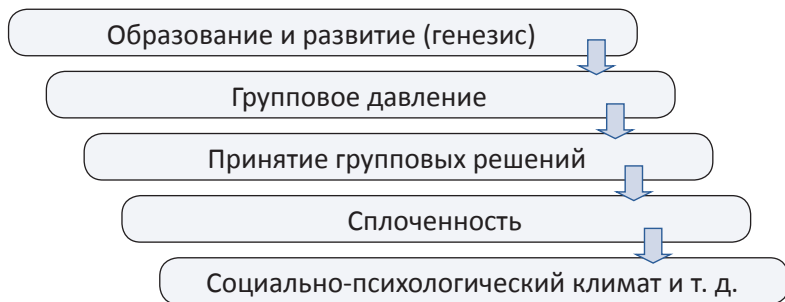 Образование и развитие (генезис)
Групповое давление
Принятие групповых решений
Сплоченность
Социально-психологический климат и т. д.